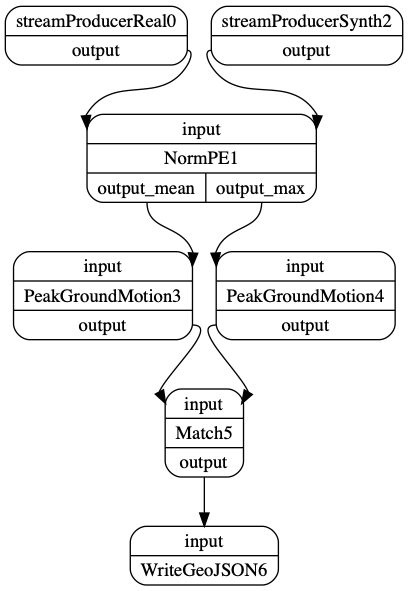 streamProducerReal0
output
streamProducerSynth2
output
input
NormPE1
output_mean
output_max
input
PeakGroundMotion3
output
input
PeakGroundMotion4
output
input
Match5
output
input
WriteGeoJSON6